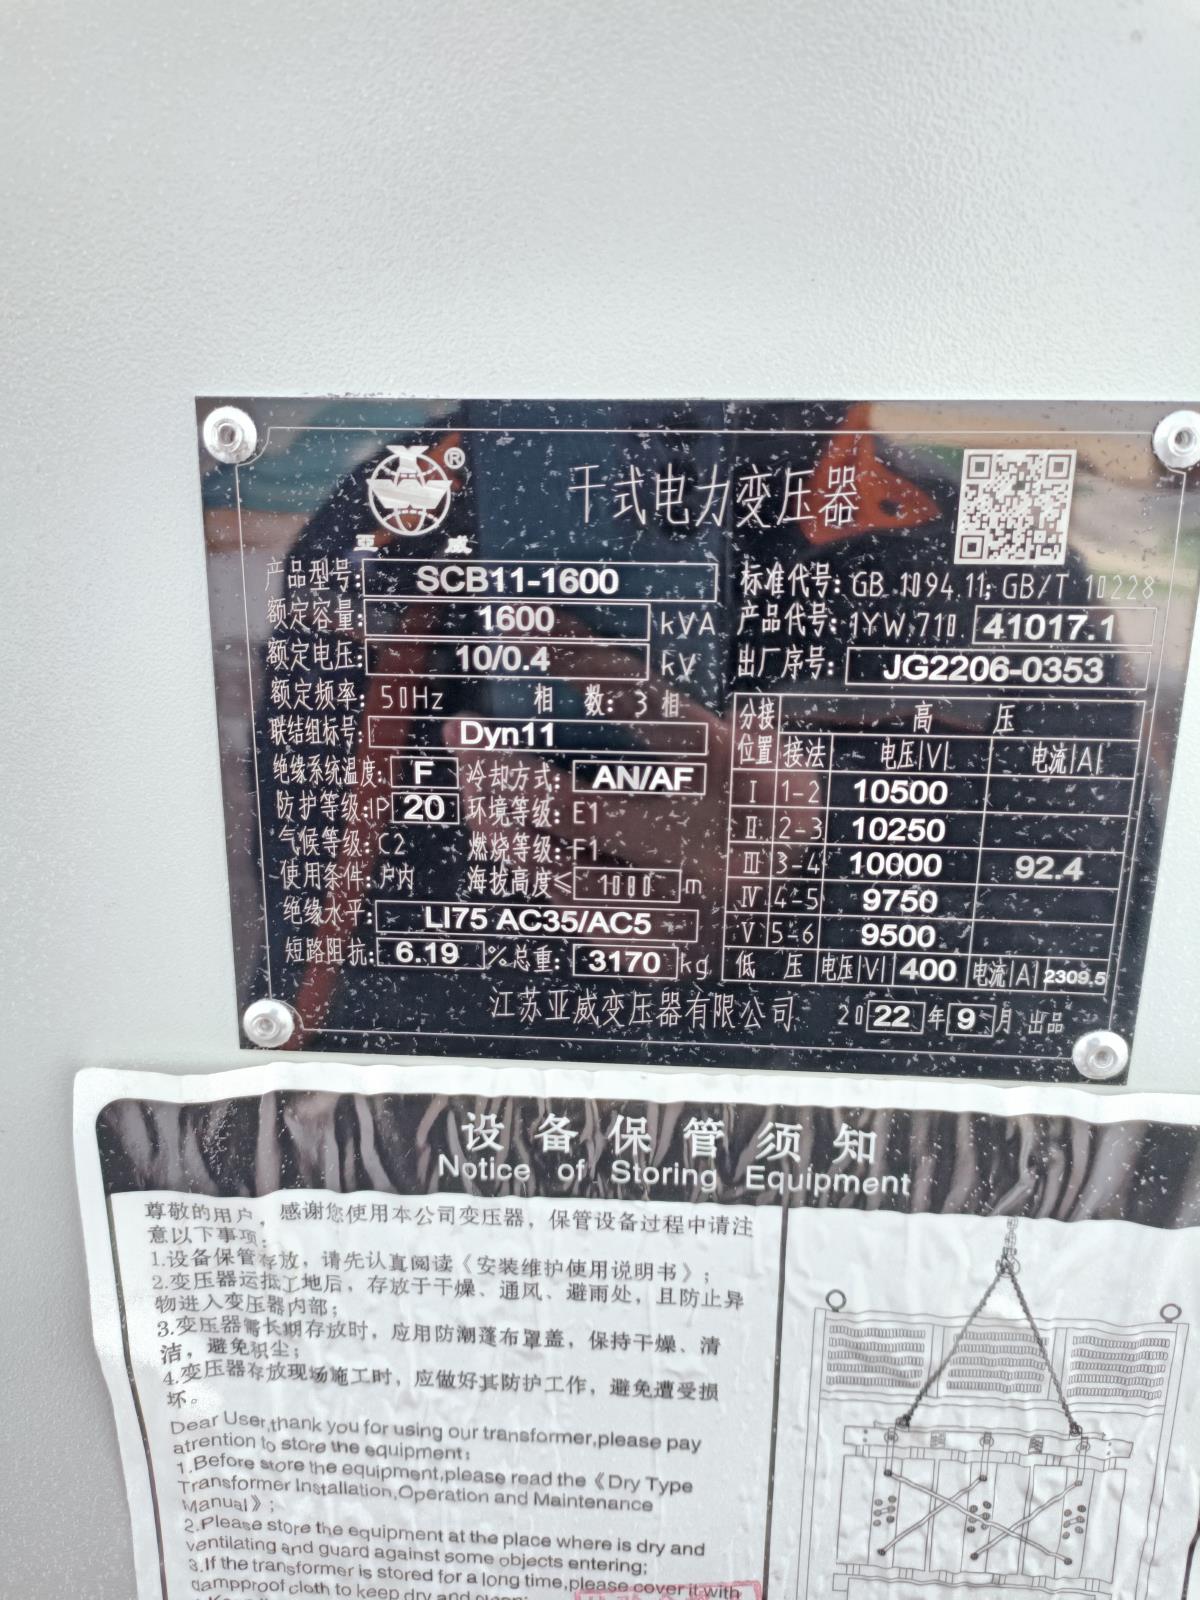 亚 威 ®
干式电力变压器
产品型号: SCB11-1600
额定容量: 1600 kVA
额定电压: 10/0.4 kV
额定频率: 50Hz 相 数: 3 相
联结组标号: Dyn11
绝缘系统温度: F 冷却方式: AN/AF
防护等级: IP 20 环境等级: E1
气候等级: C2 燃烧等级: F1
使用条件: 户内 海拔高度≤ 1000 m
绝缘水平: LI75 AC35/AC5
短路阻抗: 6.19 % 总重: 3170 kg
标准代号: GB 1094.11; GB/T 10228
产品代号: 1YW.710. 41017.1
出厂序号: JG2206-0353
分接位置 高 压
接法 电压|V| 电流|A|
I 1-2 10500
II 2-3 10250
III 3-4 10000 92.4
IV 4-5 9750
V 5-6 9500
低 压 电压|V| 400 电流|A| 2309.5
江苏亚威变压器有限公司 2022 年 9 月 出品
设备保管须知
Notice of Storing Equipment
尊敬的用户，感谢您使用本公司变压器，保管设备过程中请注
意以下事项:
1.设备保管存放，请先认真阅读《安装维护使用说明书》;
2.变压器运抵工地后，存放于干燥、通风、避雨处，且防止异
物进入变压器内部;
3.变压器需长期存放时，应用防潮蓬布罩盖，保持干燥、清
洁，避免积尘;
4.变压器存放现场施工时，应做好其防护工作，避免遭受损
坏。
Dear User,thank you for using our transformer,please pay
atrention to store the equipment:
1.Before store the equipment,please read the《Dry Type
Transformer Installation,Operation and Maintenance
Manual》;
2.Please store the equipment at the place where is dry and
ventilating and guard against some objects entering;
3.If the transformer is stored for a long time,please cover it with
dampproof cloth to keep dry and clean;